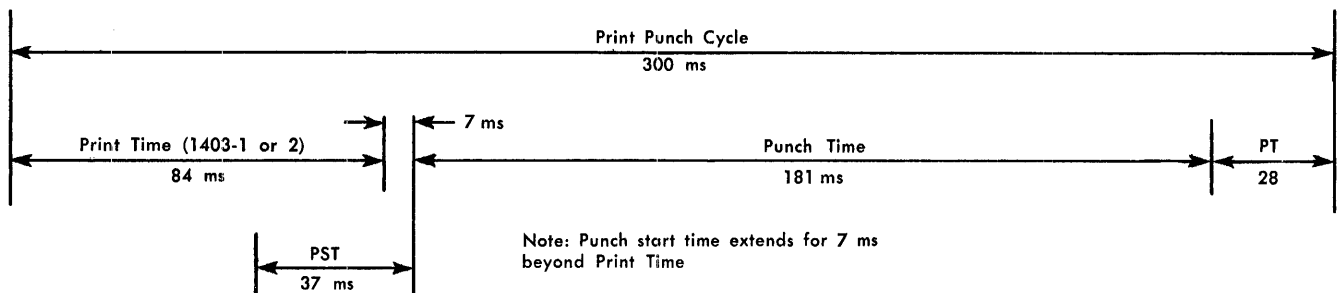 Print Punch Cycle
300 ms
7 ms
Print Time (1403-1 or 2)
84 ms
Punch Time
181 ms
PT
28
PST
37 ms
Note: Punch start time extends for 7 ms
beyond Print Time